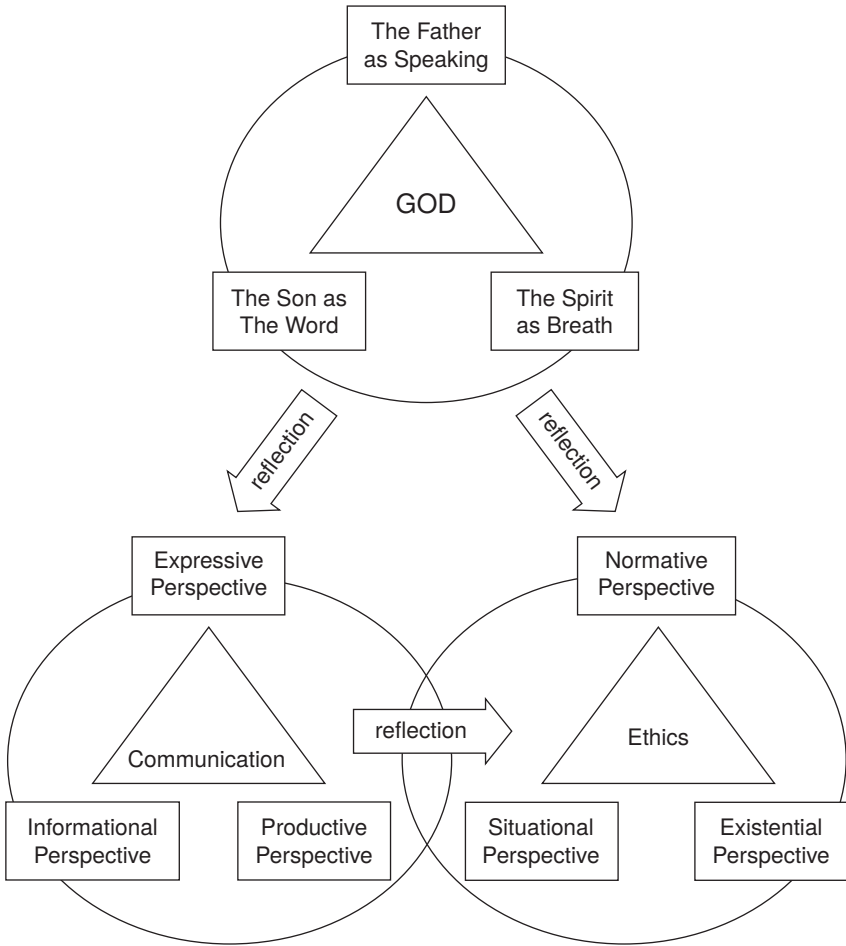 The Father
as Speaking
GOD
The Son as
The Word
The Spirit
as Breath
reflection
reflection
Expressive
Perspective
Normative
Perspective
Communication
reflection
Ethics
Informational
Perspective
Productive
Perspective
Situational
Perspective
Existential
Perspective